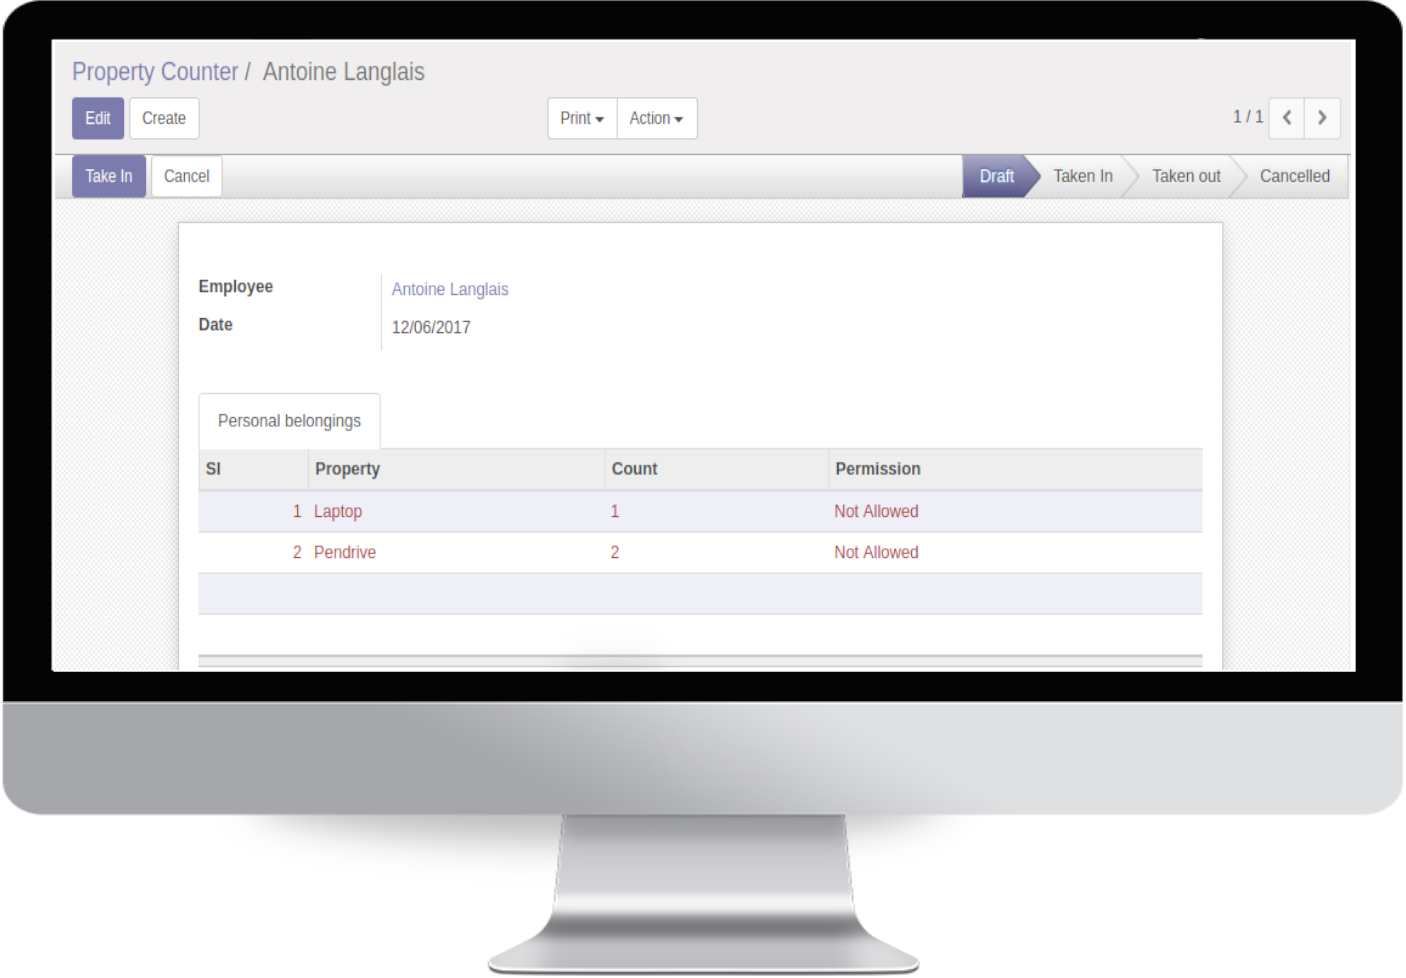 Property Counter / Antoine Langlais
Edit Create Print Action 1 / 1
Take In Cancel Draft Taken In Taken out Cancelled
Employee Antoine Langlais
Date 12/06/2017
Personal belongings
Sl Property Count Permission
1 Laptop 1 Not Allowed
2 Pendrive 2 Not Allowed